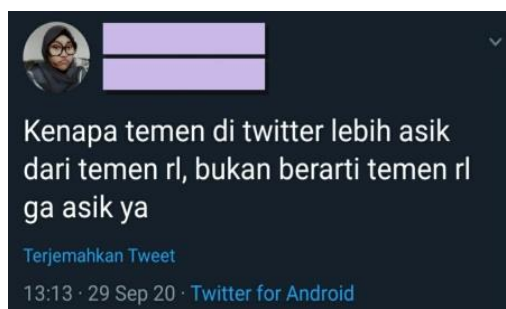 Kenapa temen di twitter lebih asik
dari temen rl, bukan berarti temen rl
ga asik ya
Terjemahkan Tweet
13:13 · 29 Sep 20 · Twitter for Android